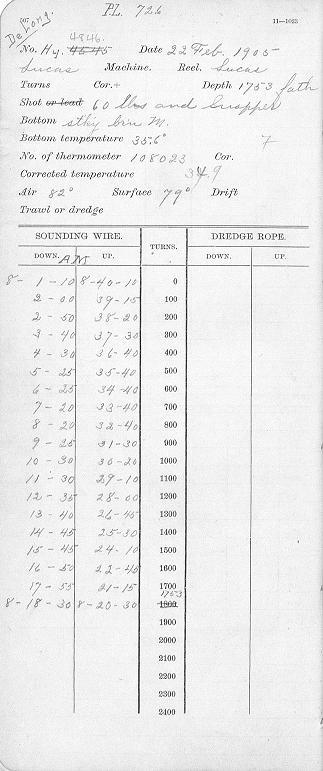 PL. 726
507 11—1023
De Long.
4846.
No. Hy. 4645 Date 22 Feb. 1905
Lucas Machine. Reel. Lucas
Turns Cor. + Depth 1753 fath
Shot or lead 60 lbs and Snapper
Bottom stky brn M.
Bottom temperature 35.6° 7
No. of thermometer 108023 Cor.
Corrected temperature 34.9
Air 82° Surface 79° Drift
Trawl or dredge
SOUNDING WIRE. TURNS. DREDGE ROPE.
DOWN. AM UP. DOWN. UP.
8- 1-10 8-40-10 0
2-00 39-15 100
2-50 38-20 200
3-40 37-30 300
4-30 36-40 400
5-25 35-40 500
6-25 34-40 600
7-20 33-40 700
8-20 32-40 800
9-25 31-30 900
10-30 30-20 1000
11-30 29-10 1100
12-35 28-00 1200
13-40 26-45 1300
14-45 25-30 1400
15-45 24-10 1500
16-50 22-45 1600
17-55 21-15 1700
1753
8-18-30 8-20-30 1800
1900
2000
2100
2200
2300
2400